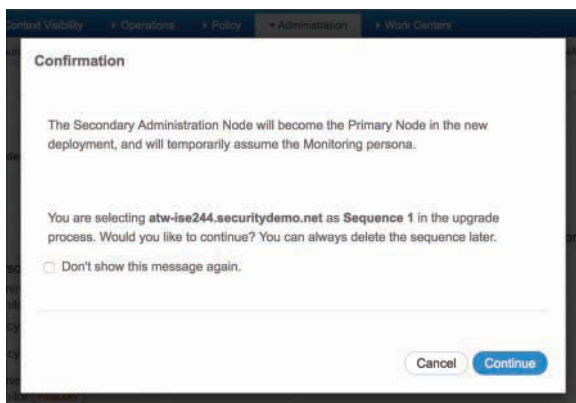 Context Visibility Operations Policy Administration Work Centers
Confirmation
The Secondary Administration Node will become the Primary Node in the new
deployment, and will temporarily assume the Monitoring persona.
You are selecting atw-ise244.securitydemo.net as Sequence 1 in the upgrade
process. Would you like to continue? You can always delete the sequence later.
Don't show this message again.
Cancel Continue